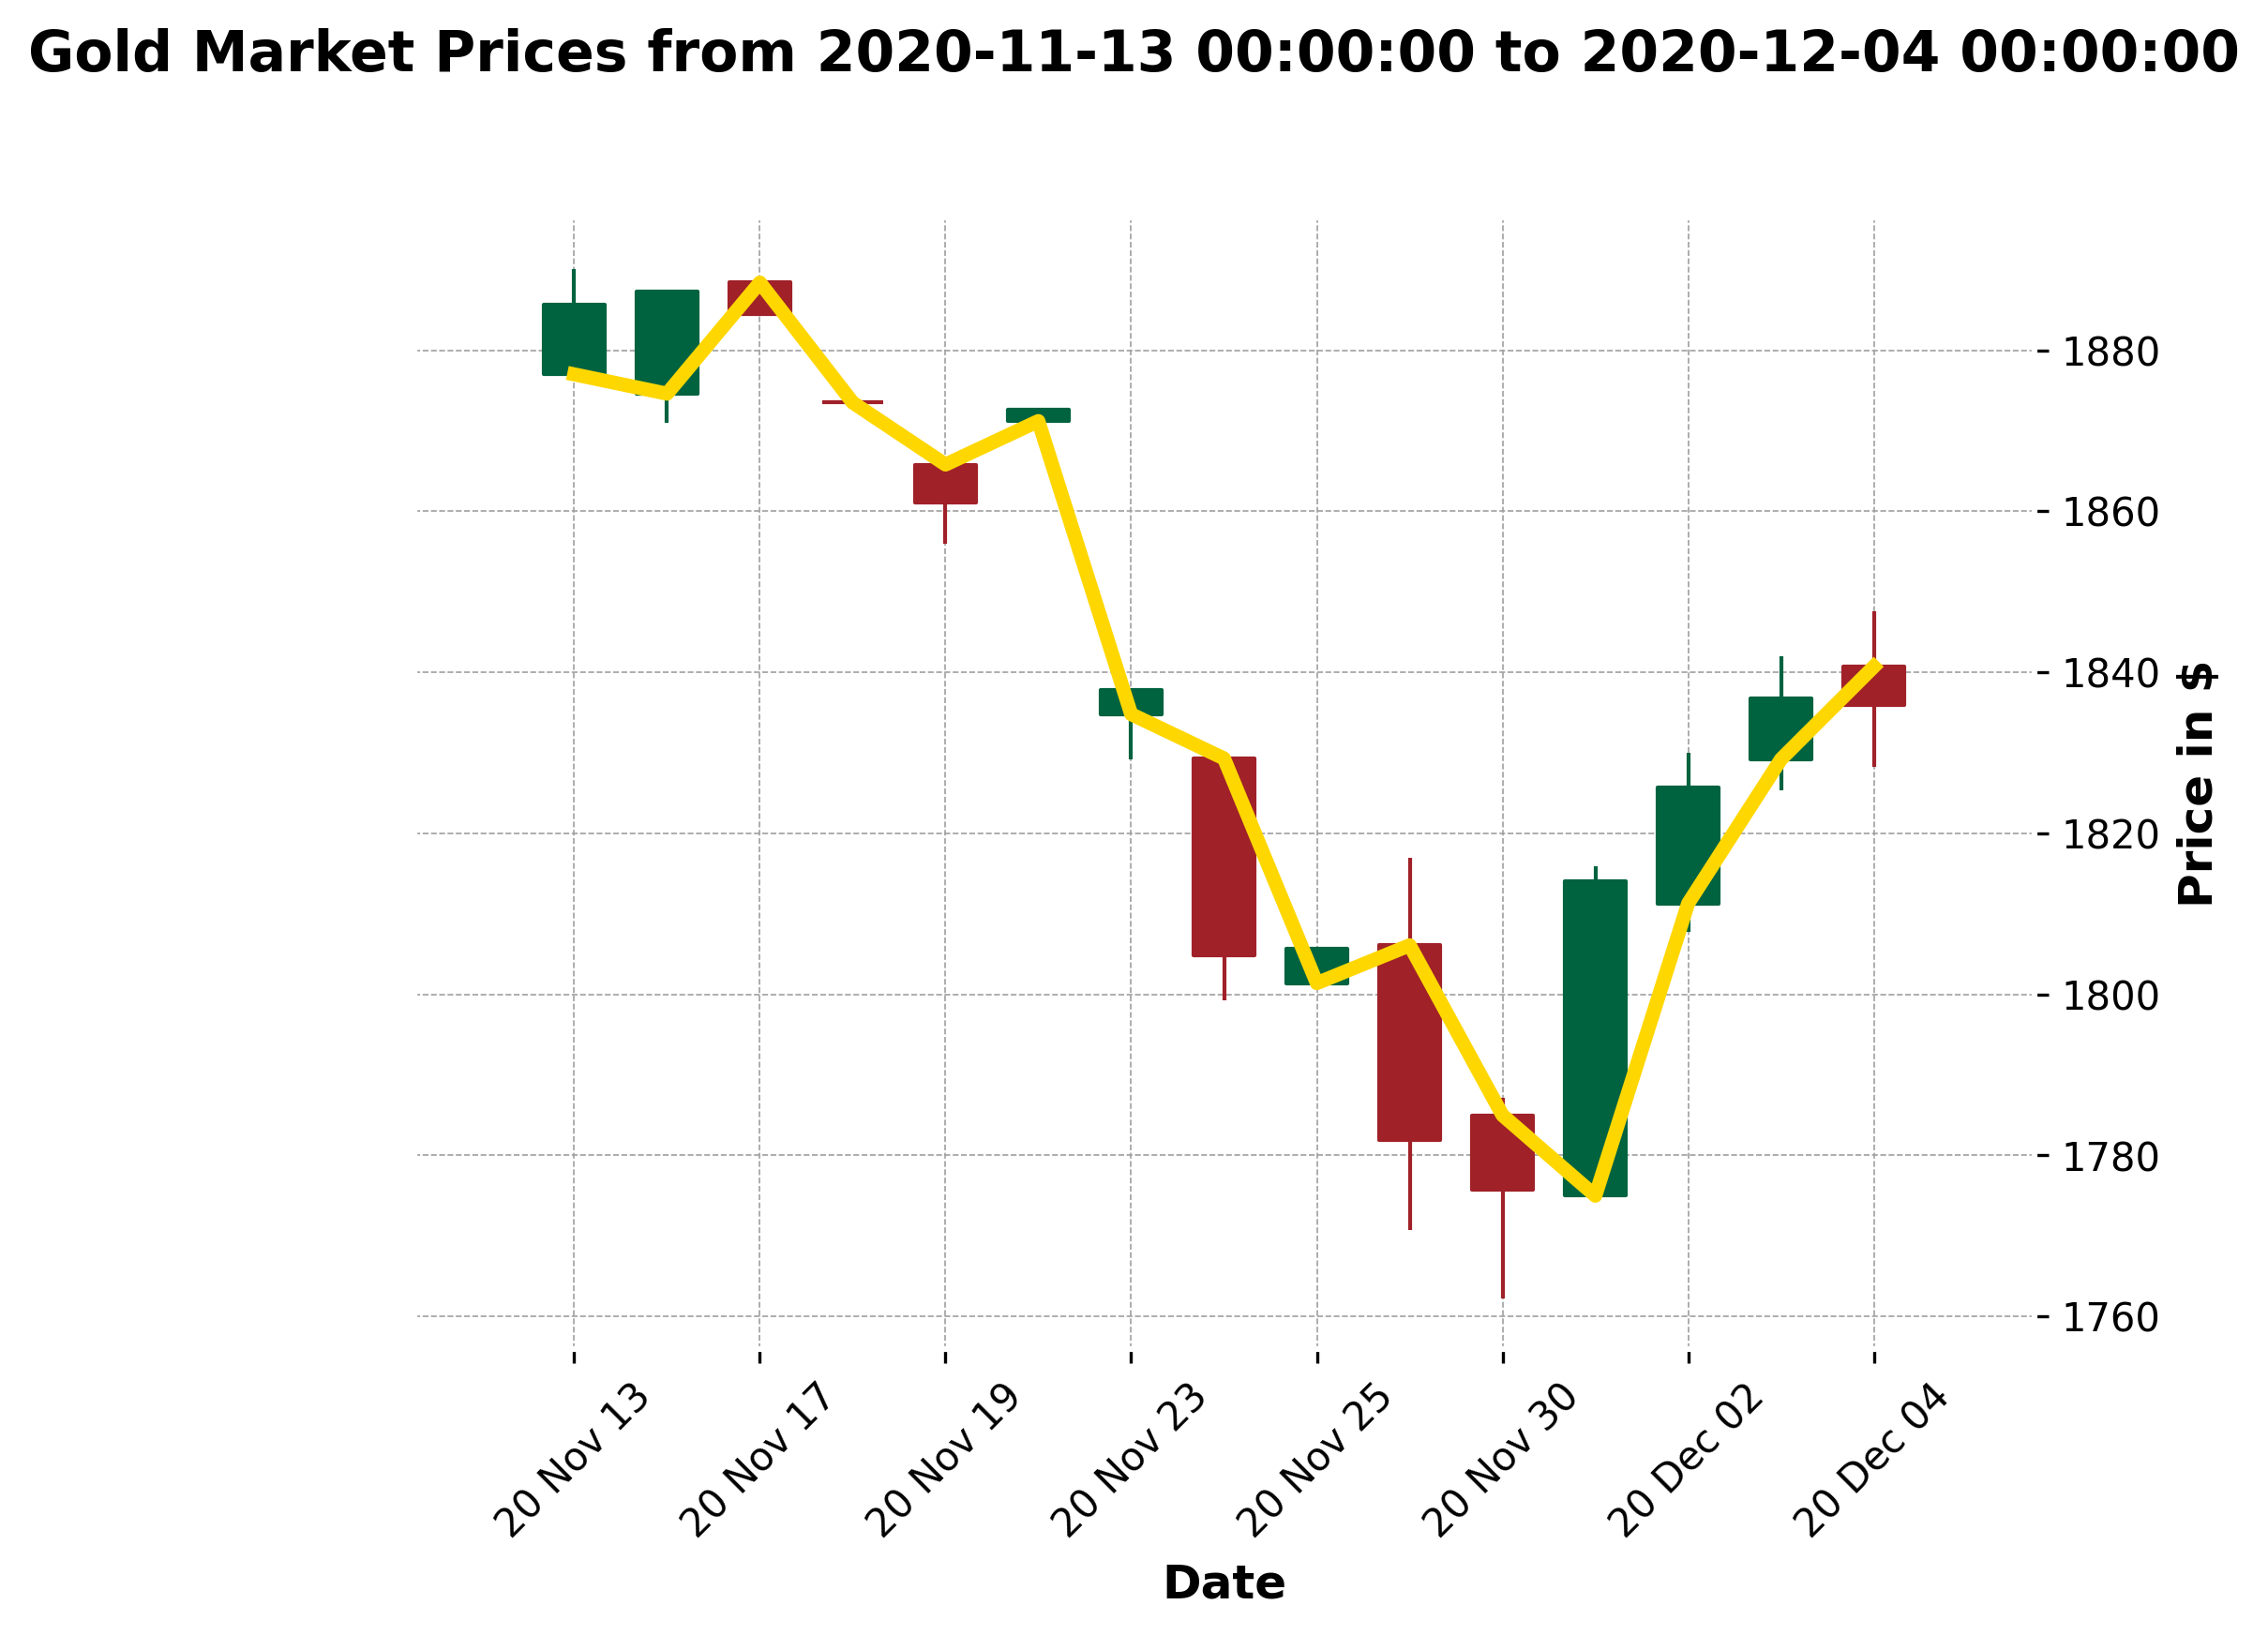 Gold Market Prices from 2020-11-13 00:00:00 to 2020-12-04 00:00:00
1880
1860
1840
1820
1800
1780
1760
Price in $
20 Nov 13
20 Nov 17
20 Nov 19
20 Nov 23
20 Nov 25
20 Nov 30
20 Dec 02
20 Dec 04
Date